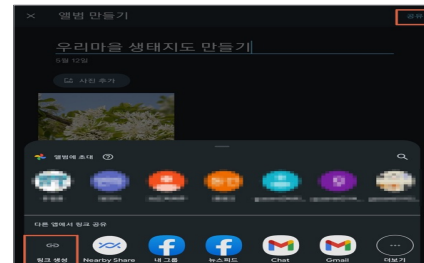 × 앨범 만들기 공유
우리마을 생태지도 만들기
5월 12일
사진 추가
앨범에 초대
다른 앱에서 링크 공유
링크 생성 Nearby Share 내 그룹 뉴스피드 Chat Gmail 더보기